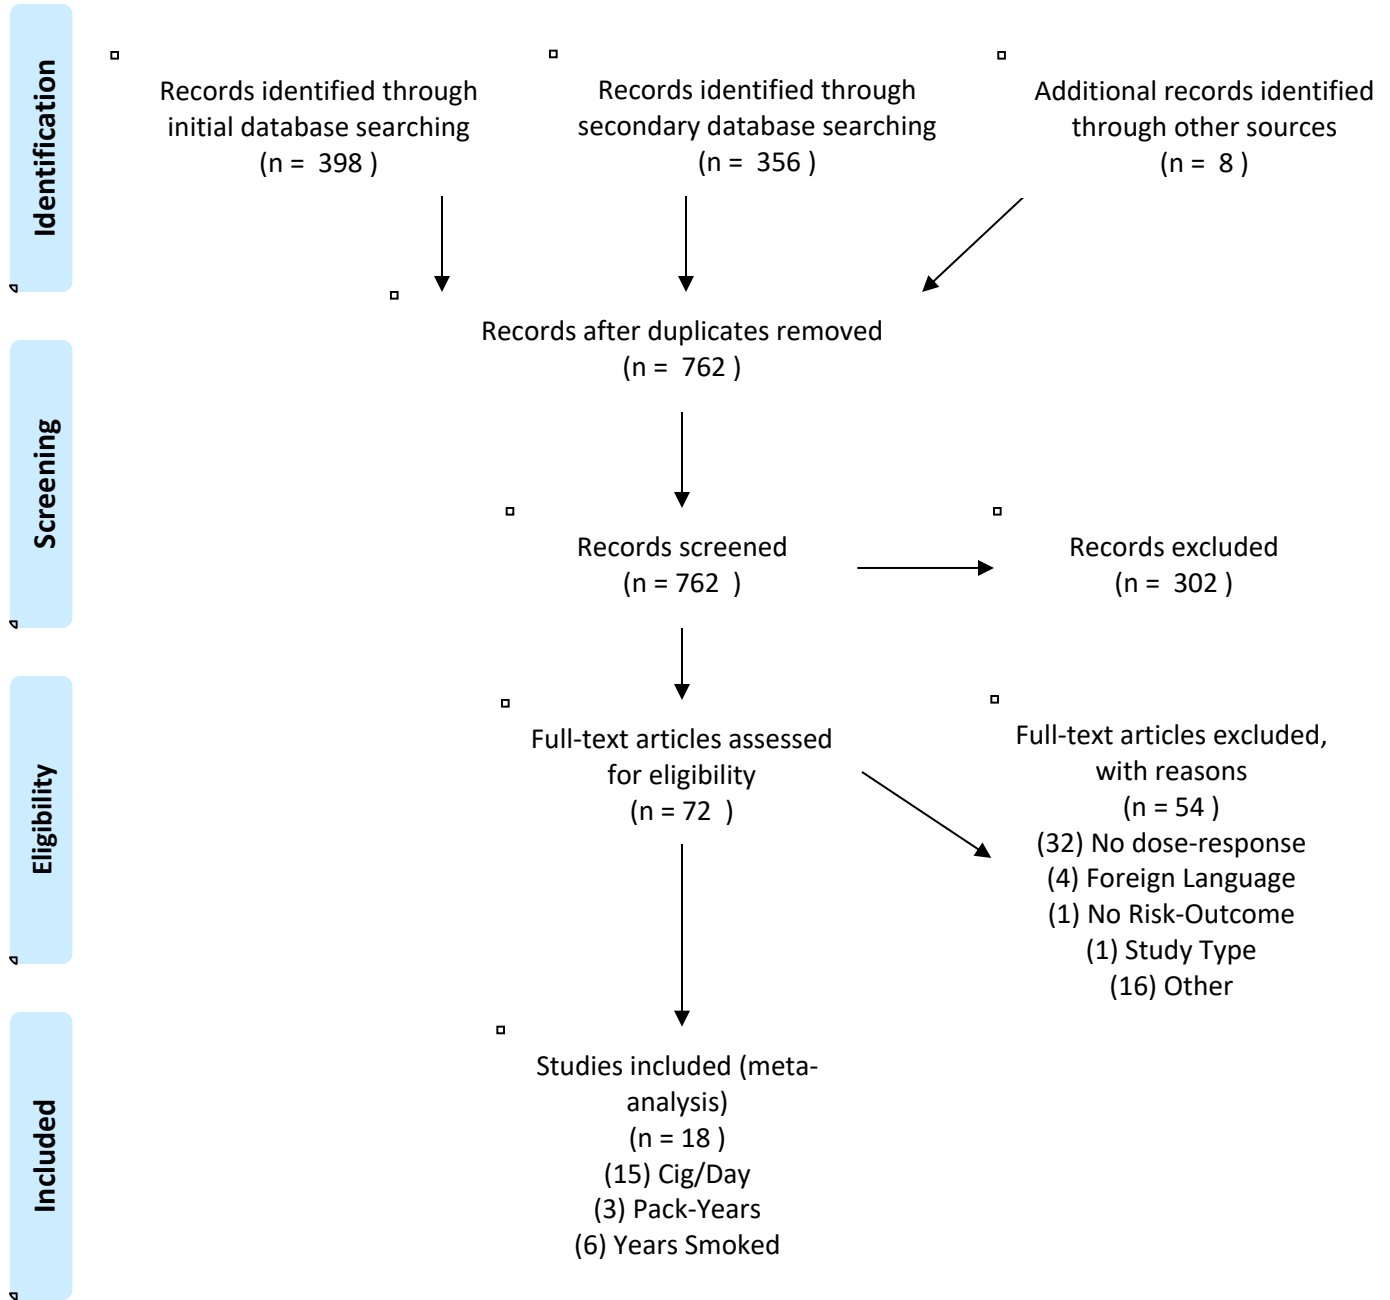 Identification
Records identified through
initial database searching
(n =  398 )
Records identified through
secondary database searching
(n =  356 )
Additional records identified
through other sources
(n =  8 )
Records after duplicates removed
(n =  762 )
Screening
Records screened
(n = 762  )
Records excluded
(n =  302 )
Eligibility
Full-text articles assessed
for eligibility
(n = 72  )
Full-text articles excluded,
with reasons
(n = 54 )
(32) No dose-response
(4) Foreign Language
(1) No Risk-Outcome
(1) Study Type
(16) Other
Included
Studies included (meta-
analysis)
(n = 18 )
(15) Cig/Day
(3) Pack-Years
(6) Years Smoked